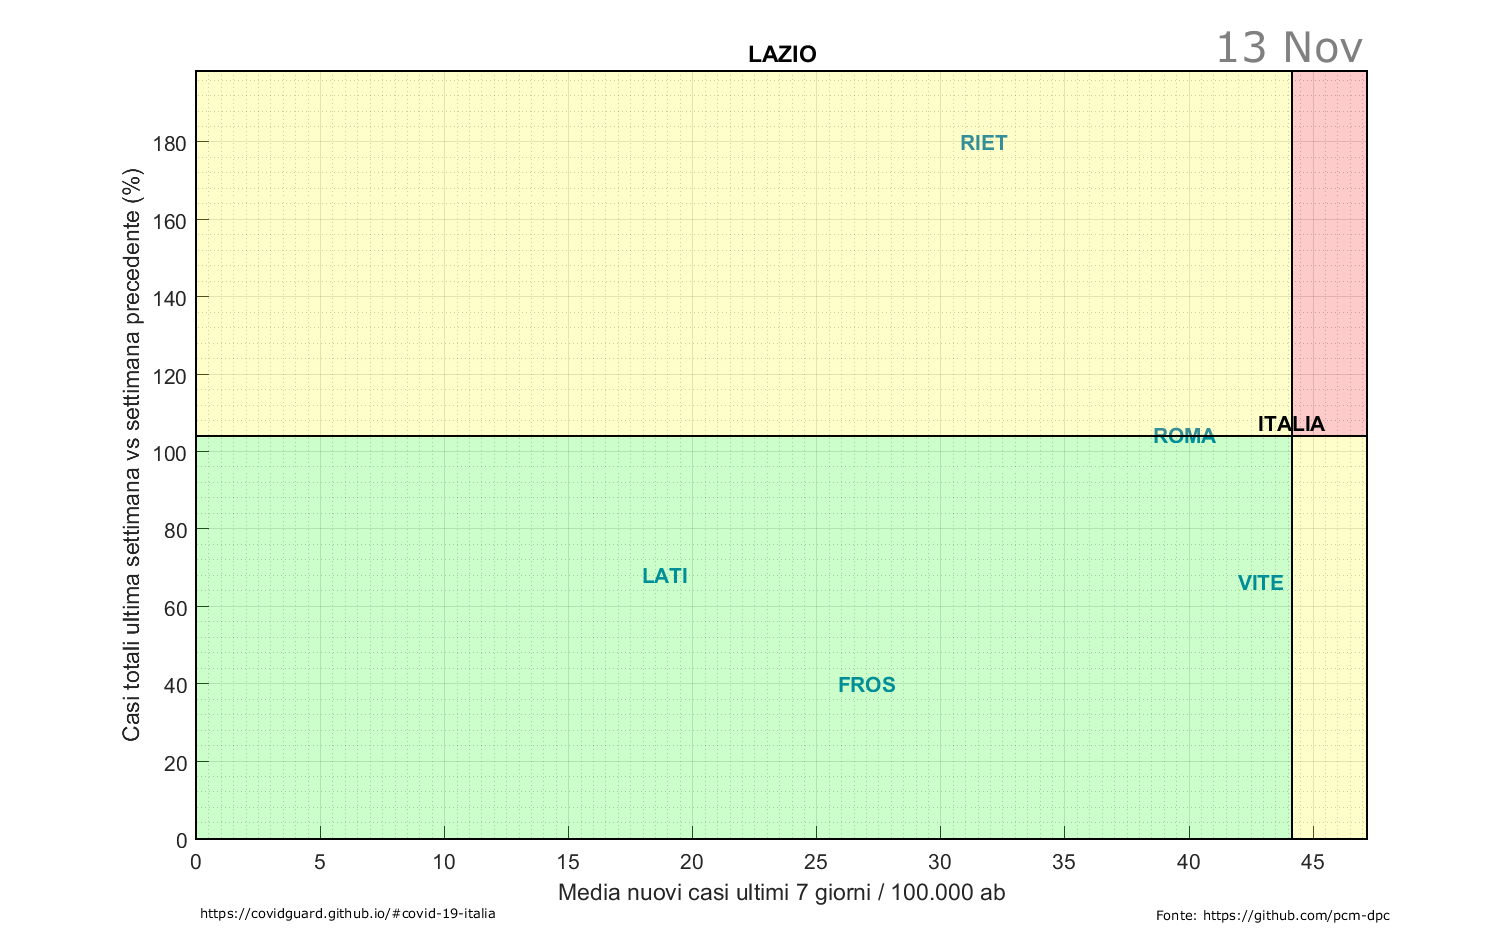 13 Nov
LAZIO
Casi totali ultima settimana vs settimana precedente (%)
180
160
140
120
100
80
60
40
20
0
RIET
ITALIA
ROMA
LATI
VITE
FROS
0 5 10 15 20 25 30 35 40 45
Media nuovi casi ultimi 7 giorni / 100.000 ab
https://covidguard.github.io/#covid-19-italia
Fonte: https://github.com/pcm-dpc